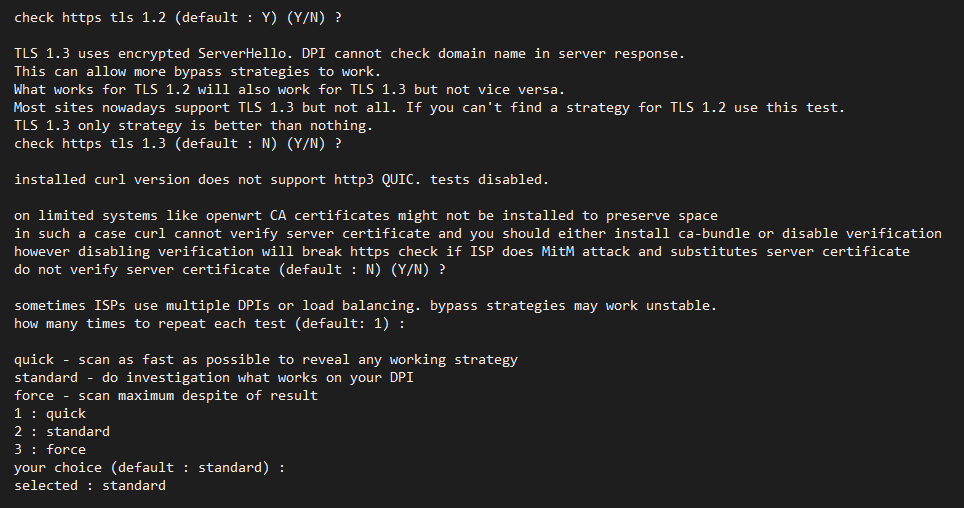 check https tls 1.2 (default : Y) (Y/N) ?
TLS 1.3 uses encrypted ServerHello. DPI cannot check domain name in server response.
This can allow more bypass strategies to work.
What works for TLS 1.2 will also work for TLS 1.3 but not vice versa.
Most sites nowadays support TLS 1.3 but not all. If you can't find a strategy for TLS 1.2 use this test.
TLS 1.3 only strategy is better than nothing.
check https tls 1.3 (default : N) (Y/N) ?
installed curl version does not support http3 QUIC. tests disabled.
on limited systems like openwrt CA certificates might not be installed to preserve space
in such a case curl cannot verify server certificate and you should either install ca-bundle or disable verification
however disabling verification will break https check if ISP does MitM attack and substitutes server certificate
do not verify server certificate (default : N) (Y/N) ?
sometimes ISPs use multiple DPIs or load balancing. bypass strategies may work unstable.
how many times to repeat each test (default: 1) :
quick - scan as fast as possible to reveal any working strategy
standard - do investigation what works on your DPI
force - scan maximum despite of result
1 : quick
2 : standard
3 : force
your choice (default : standard) :
selected : standard